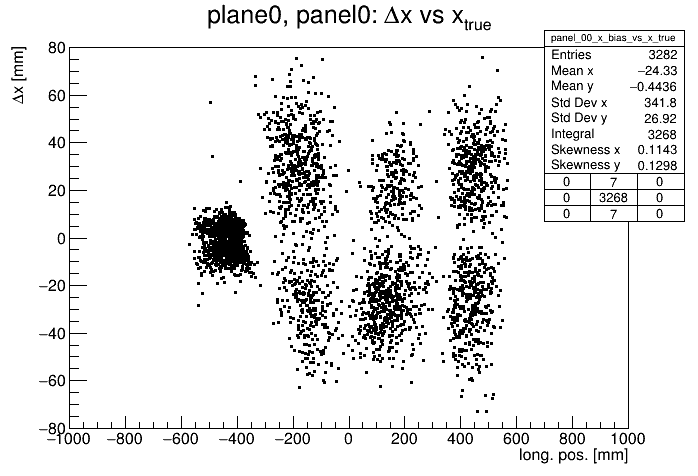 plane0, panel0: Δx vs x_true
panel_00_x_bias_vs_x_true
Entries 3282
Mean x −24.33
Mean y −0.4436
Std Dev x 341.8
Std Dev y 26.92
Integral 3268
Skewness x 0.1143
Skewness y 0.1298
0 7 0
0 3268 0
0 7 0
Δx [mm]
80
60
40
20
0
−20
−40
−60
−80
−1000 −800 −600 −400 −200 0 200 400 600 800 1000
long. pos. [mm]